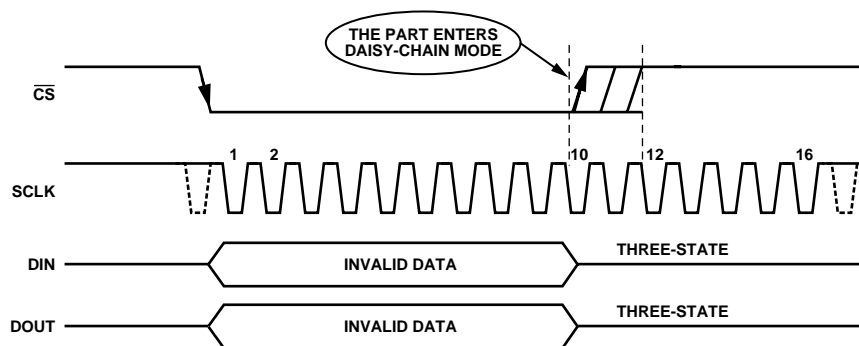 THE PART ENTERS
DAISY-CHAIN MODE
CS
1 2 10 12 16
SCLK
THREE-STATE
DIN INVALID DATA
THREE-STATE
DOUT INVALID DATA